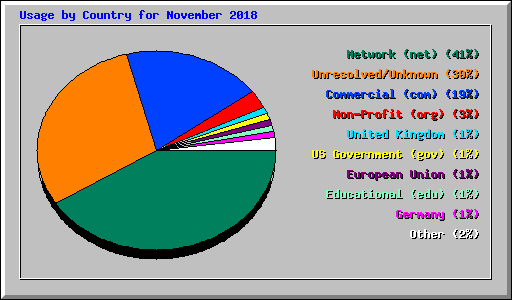 Usage by Country for November 2018
Network (net) (41%)
Unresolved/Unknown (30%)
Commercial (com) (19%)
Non-Profit (org) (3%)
United Kingdom (1%)
US Government (gov) (1%)
European Union (1%)
Educational (edu) (1%)
Germany (1%)
Other (2%)